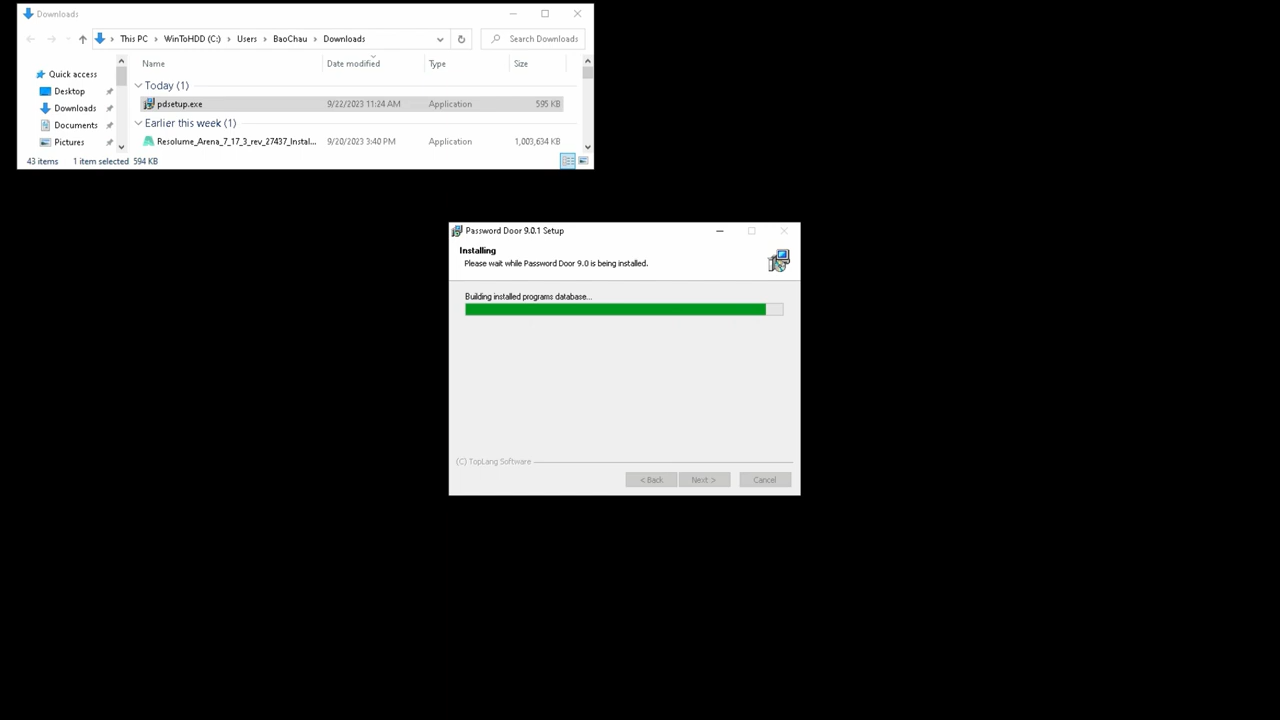 Downloads
This PC > WinToHDD (C:) > Users > BaoChau > Downloads
Search Downloads
Name Date modified Type Size
Quick access
Desktop
Downloads
Documents
Pictures
Today (1)
pdsetup.exe 9/22/2023 11:24 AM Application 595 KB
Earlier this week (1)
Resolume_Arena_7_17_3_rev_27437_Instal... 9/20/2023 3:40 PM Application 1,003,634 KB
43 items 1 item selected 594 KB
Password Door 9.0.1 Setup
Installing
Please wait while Password Door 9.0 is being installed.
Building installed programs database...
(C) TopLang Software
< Back Next > Cancel